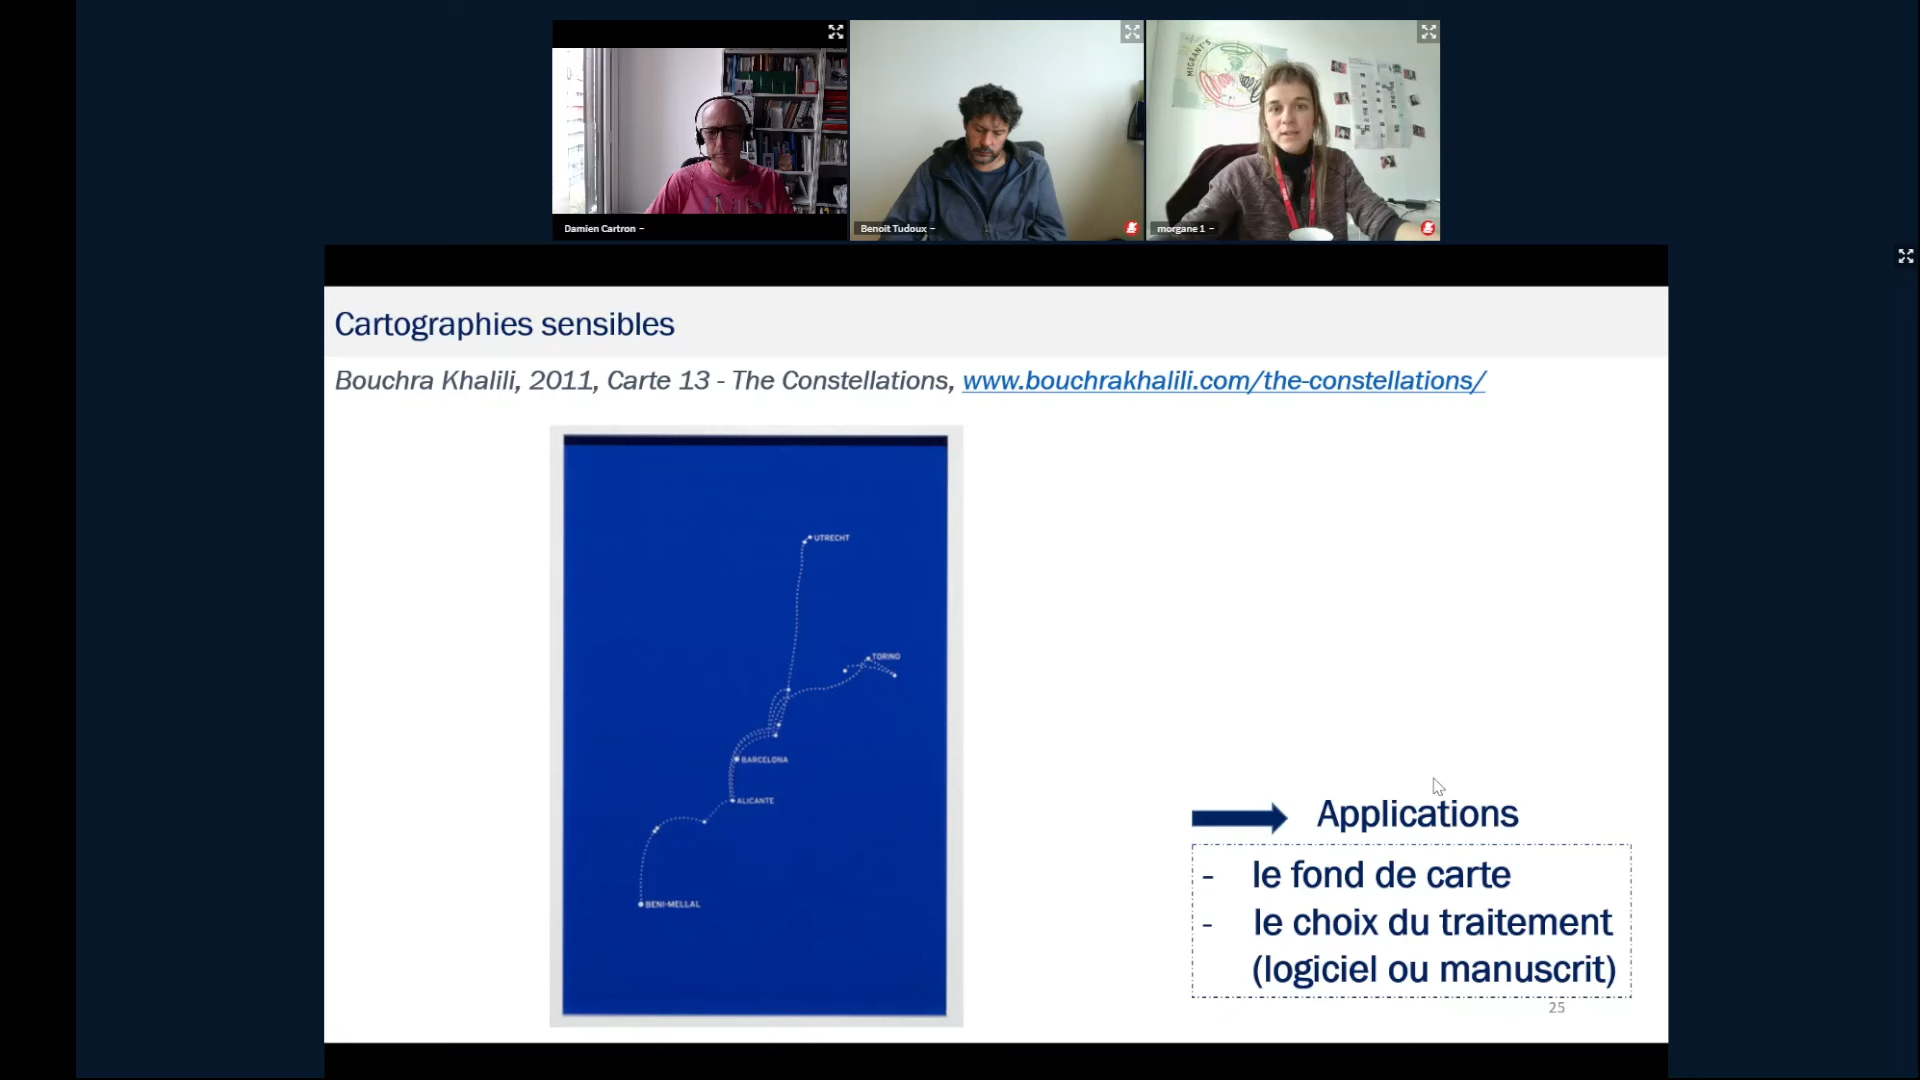 MIGRANT'S
Damien Cartron –
Benoit Tudoux –
morgane 1 –
Cartographies sensibles
Bouchra Khalili, 2011, Carte 13 - The Constellations, www.bouchrakhalili.com/the-constellations/
UTRECHT
TORINO
BARCELONA
ALICANTE
BENI-MELLAL
Applications
- le fond de carte
- le choix du traitement
(logiciel ou manuscrit)
25